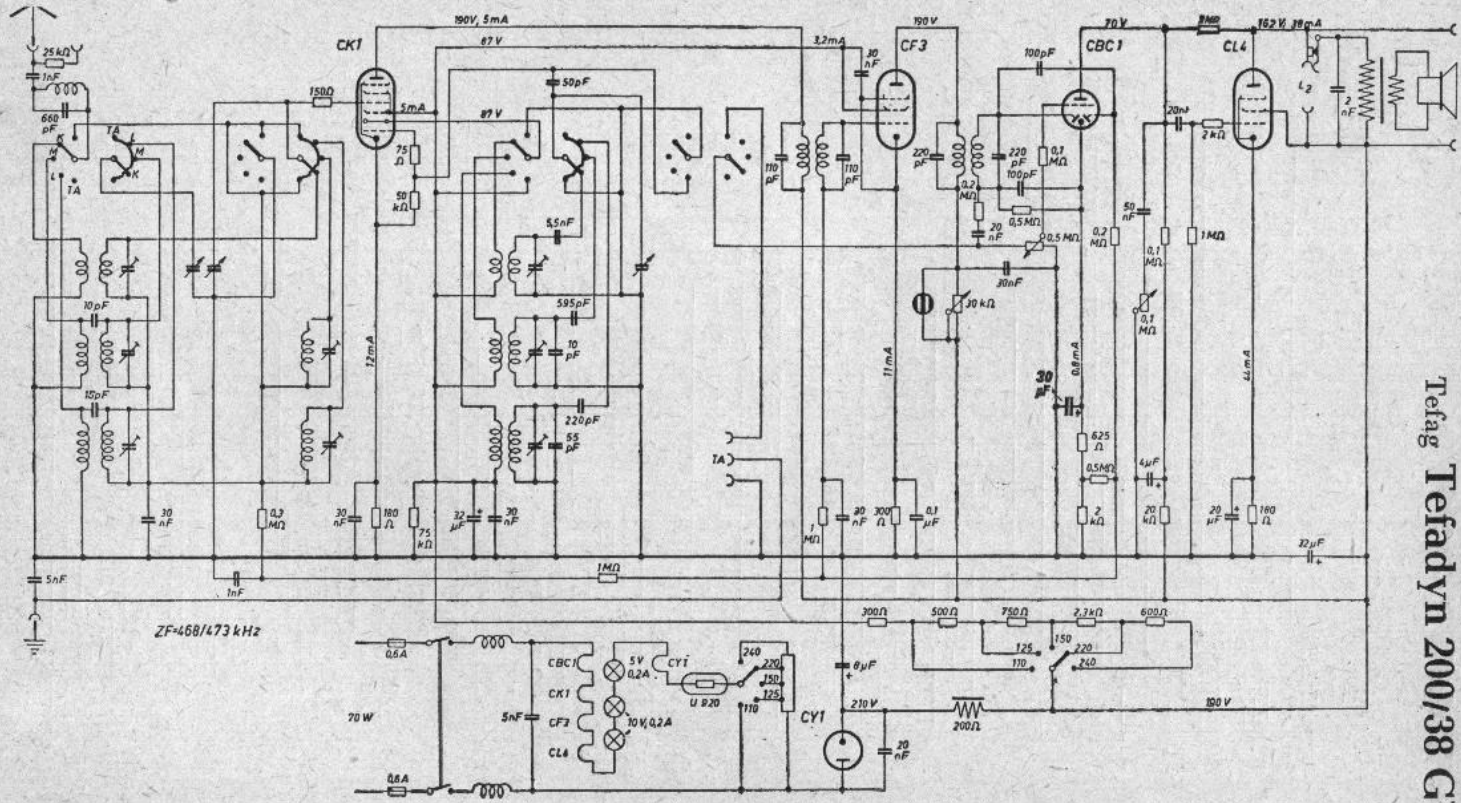 25kΩ
1nF
660 pF
K
M
L
TA
TA
L
M
K
10pF
15pF
30 nF
5nF
ZF=468/473 kHz
150Ω
CK1
190V, 5mA
87 V
5mA
87 V
75 Ω
50 kΩ
12mA
0,3 MΩ
30 nF
180 Ω
75 kΩ
32 µF +
30 nF
1nF
50pF
5,5nF
595pF
10 pF
220pF
55 pF
TA
1MΩ
110 pF
110 pF
3,2mA
30 nF
190 V
CF3
11mA
1 MΩ
30 nF
300 Ω
0,1 µF
220 pF
0,2 MΩ
20 nF
30kΩ
30nF
100pF
220 pF
100pF
0,5MΩ
0,1 MΩ
0,5MΩ
CBC1
70 V
0,8mA
30 µF
+
625 Ω
0,5MΩ
2 kΩ
0,2 MΩ
50 nF
0,1 MΩ
0,1 MΩ
4µF
+
20 kΩ
1MΩ
20nF
2kΩ
CL4
162V, 38mA
44mA
20 µF
+
160 Ω
L2
2 nF
32µF
+
300Ω
500Ω
750Ω
2,3kΩ
600Ω
125
110
150
220
240
8µF
+
210V
CY1
200Ω
190V
20 nF
0,6A
70W
0,6A
5nF
CBC1
CK1
CF3
CL4
5V
0,2A
10V, 0,2A
CY1
U 920
240
220
150
125
110
Tefag Tefadyn 200/38 G